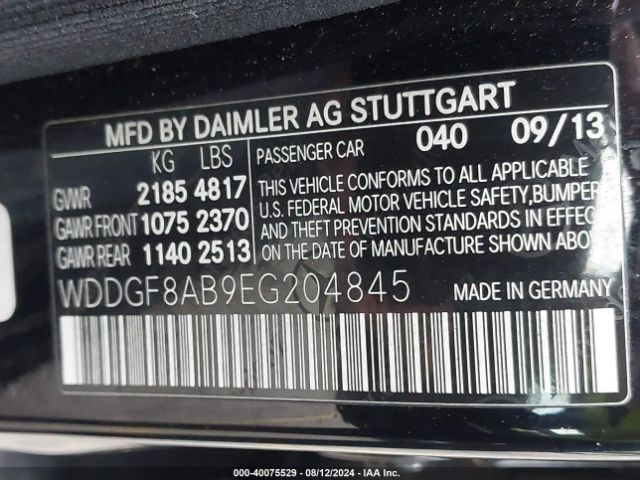 MFD BY DAIMLER AG STUTTGART
KG LBS PASSENGER CAR 040 09/13
GVWR 2185 4817
GAWR FRONT 1075 2370
GAWR REAR 1140 2513
THIS VEHICLE CONFORMS TO ALL APPLICABLE
U.S. FEDERAL MOTOR VEHICLE SAFETY,BUMPER
AND THEFT PREVENTION STANDARDS IN EFFECT
ON THE DATE OF MANUFACTURE SHOWN ABOVE
WDDGF8AB9EG204845 MADE IN GERMANY
000-40075529 - 08/12/2024 - IAA Inc.